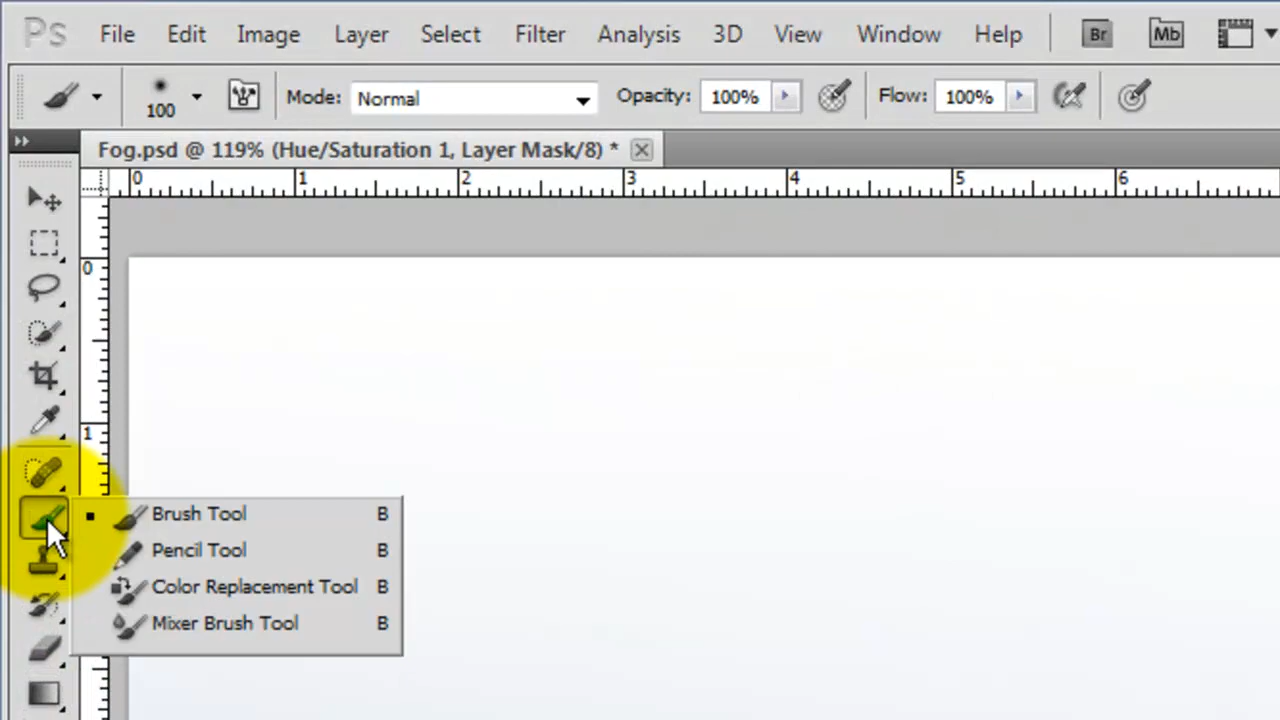 Ps File Edit Image Layer Select Filter Analysis 3D View Window Help Br Mb
100 Mode: Normal Opacity: 100% Flow: 100%
Fog.psd @ 119% (Hue/Saturation 1, Layer Mask/8) *
0 1 2 3 4 5 6
0
1
Brush Tool B
Pencil Tool B
Color Replacement Tool B
Mixer Brush Tool B